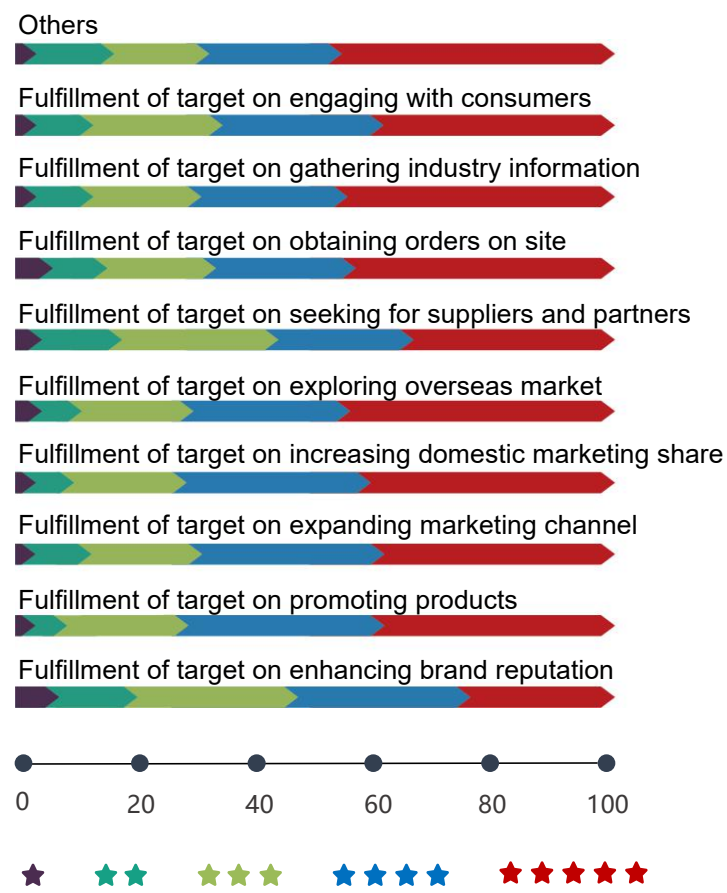 Others
Fulfillment of target on engaging with consumers
Fulfillment of target on gathering industry information
Fulfillment of target on obtaining orders on site
Fulfillment of target on seeking for suppliers and partners
Fulfillment of target on exploring overseas market
Fulfillment of target on increasing domestic marketing share
Fulfillment of target on expanding marketing channel
Fulfillment of target on promoting products
Fulfillment of target on enhancing brand reputation
0 20 40 60 80 100